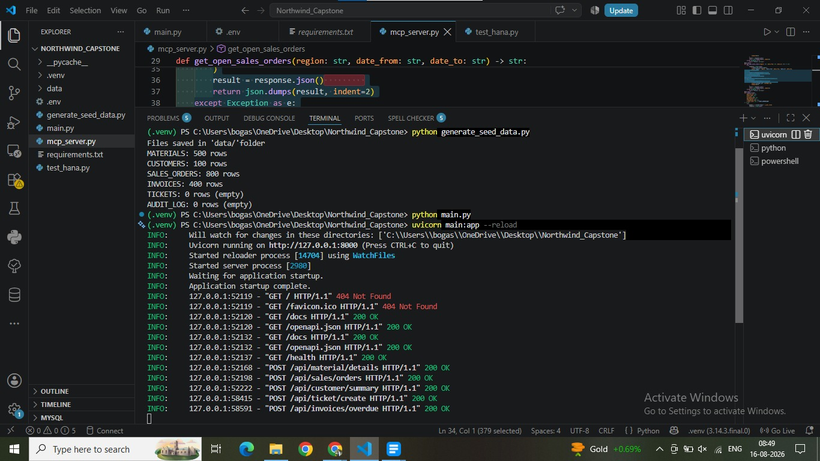 File Edit Selection View Go Run ··· Northwind_Capstone Update
EXPLORER
NORTHWIND_CAPSTONE
__pycache__
.venv
data
.env
generate_seed_data.py
main.py
mcp_server.py
requirements.txt
test_hana.py
OUTLINE
TIMELINE
MYSQL
main.py .env requirements.txt mcp_server.py test_hana.py
mcp_server.py > get_open_sales_orders
29 def get_open_sales_orders(region: str, date_from: str, date_to: str) -> str:
35 )
36 result = response.json()
37 return json.dumps(result, indent=2)
38 except Exception as e:
PROBLEMS 5 OUTPUT DEBUG CONSOLE TERMINAL PORTS SPELL CHECKER 5
(.venv) PS C:\Users\bogas\OneDrive\Desktop\Northwind_Capstone> python generate_seed_data.py
Files saved in 'data/'folder
MATERIALS: 500 rows
CUSTOMERS: 100 rows
SALES_ORDERS: 800 rows
INVOICES: 400 rows
TICKETS: 0 rows (empty)
AUDIT_LOG: 0 rows (empty)
(.venv) PS C:\Users\bogas\OneDrive\Desktop\Northwind_Capstone> python main.py
(.venv) PS C:\Users\bogas\OneDrive\Desktop\Northwind_Capstone> uvicorn main:app --reload
INFO: Will watch for changes in these directories: ['C:\\Users\\bogas\\OneDrive\\Desktop\\Northwind_Capstone']
INFO: Uvicorn running on http://127.0.0.1:8000 (Press CTRL+C to quit)
INFO: Started reloader process [14704] using WatchFiles
INFO: Started server process [2980]
INFO: Waiting for application startup.
INFO: Application startup complete.
INFO: 127.0.0.1:52119 - "GET / HTTP/1.1" 404 Not Found
INFO: 127.0.0.1:52119 - "GET /favicon.ico HTTP/1.1" 404 Not Found
INFO: 127.0.0.1:52120 - "GET /docs HTTP/1.1" 200 OK
INFO: 127.0.0.1:52120 - "GET /openapi.json HTTP/1.1" 200 OK
INFO: 127.0.0.1:52132 - "GET /docs HTTP/1.1" 200 OK
INFO: 127.0.0.1:52132 - "GET /openapi.json HTTP/1.1" 200 OK
INFO: 127.0.0.1:52137 - "GET /health HTTP/1.1" 200 OK
INFO: 127.0.0.1:52168 - "POST /api/material/details HTTP/1.1" 200 OK
INFO: 127.0.0.1:52198 - "POST /api/sales/orders HTTP/1.1" 200 OK
INFO: 127.0.0.1:52222 - "POST /api/customer/summary HTTP/1.1" 200 OK
INFO: 127.0.0.1:58415 - "POST /api/ticket/create HTTP/1.1" 200 OK
INFO: 127.0.0.1:58591 - "POST /api/invoices/overdue HTTP/1.1" 200 OK
uvicorn
python
powershell
Activate Windows
Go to Settings to activate Windows.
0 0 5 Connect Ln 34, Col 1 (379 selected) Spaces: 4 UTF-8 CRLF {} Python .venv (3.14.3.final.0) Go Live
Type here to search Gold +0.69% ENG 08:49
16-08-2026